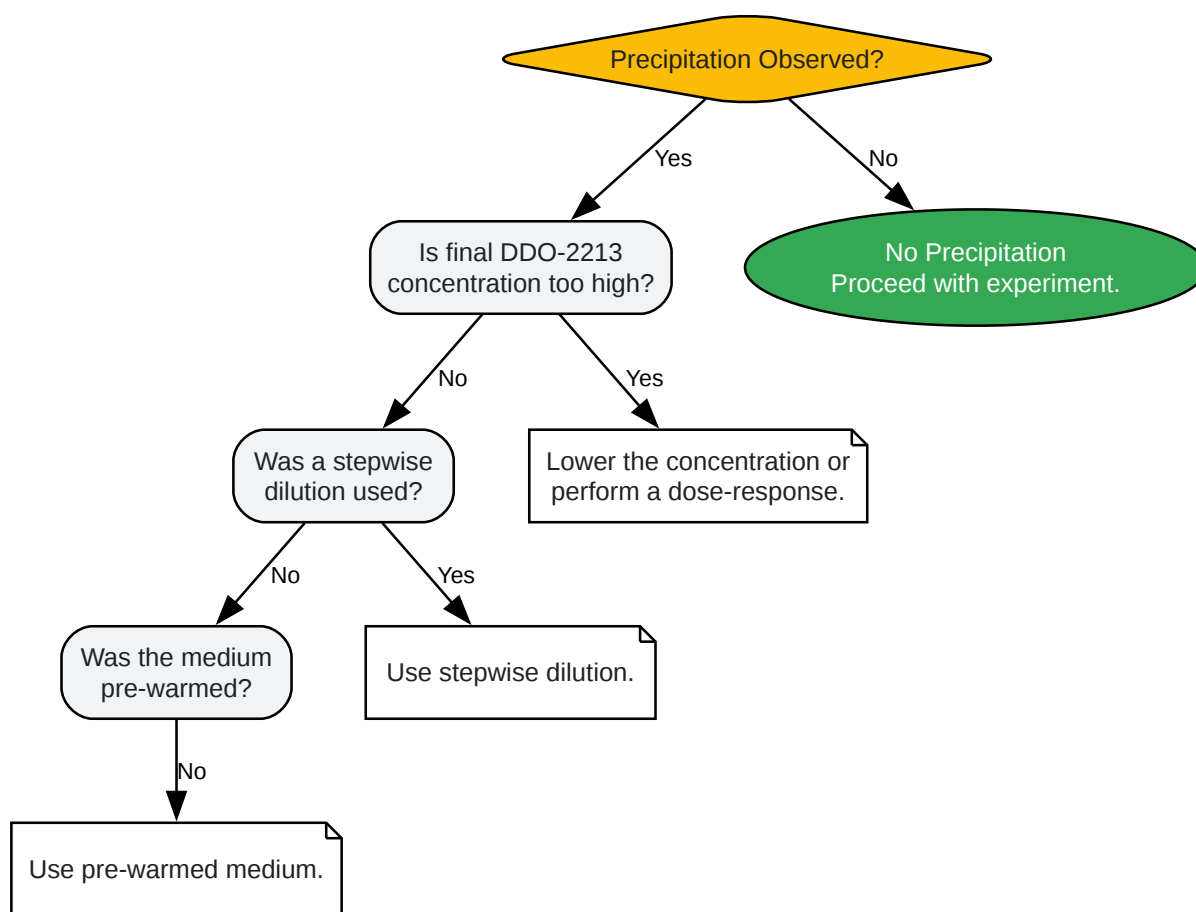 Precipitation Observed?
Yes
No
Is final DDO-2213
concentration too high?
No Precipitation
Proceed with experiment.
No
Yes
Was a stepwise
dilution used?
Lower the concentration or
perform a dose-response.
No
Yes
Was the medium
pre-warmed?
Use stepwise dilution.
No
Use pre-warmed medium.